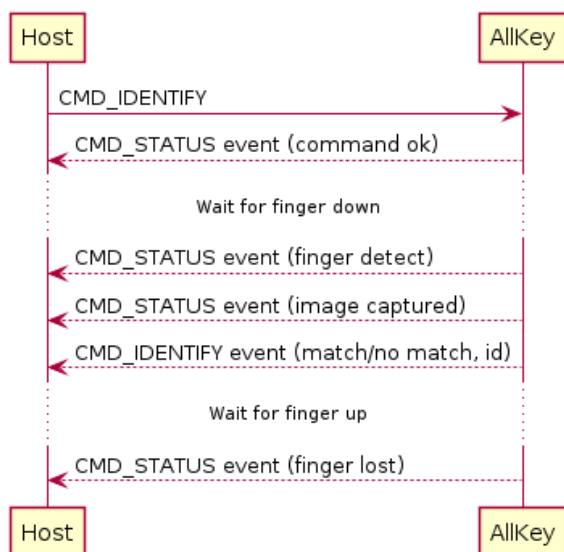 Host AllKey
CMD_IDENTIFY
CMD_STATUS event (command ok)
Wait for finger down
CMD_STATUS event (finger detect)
CMD_STATUS event (image captured)
CMD_IDENTIFY event (match/no match, id)
Wait for finger up
CMD_STATUS event (finger lost)
Host AllKey